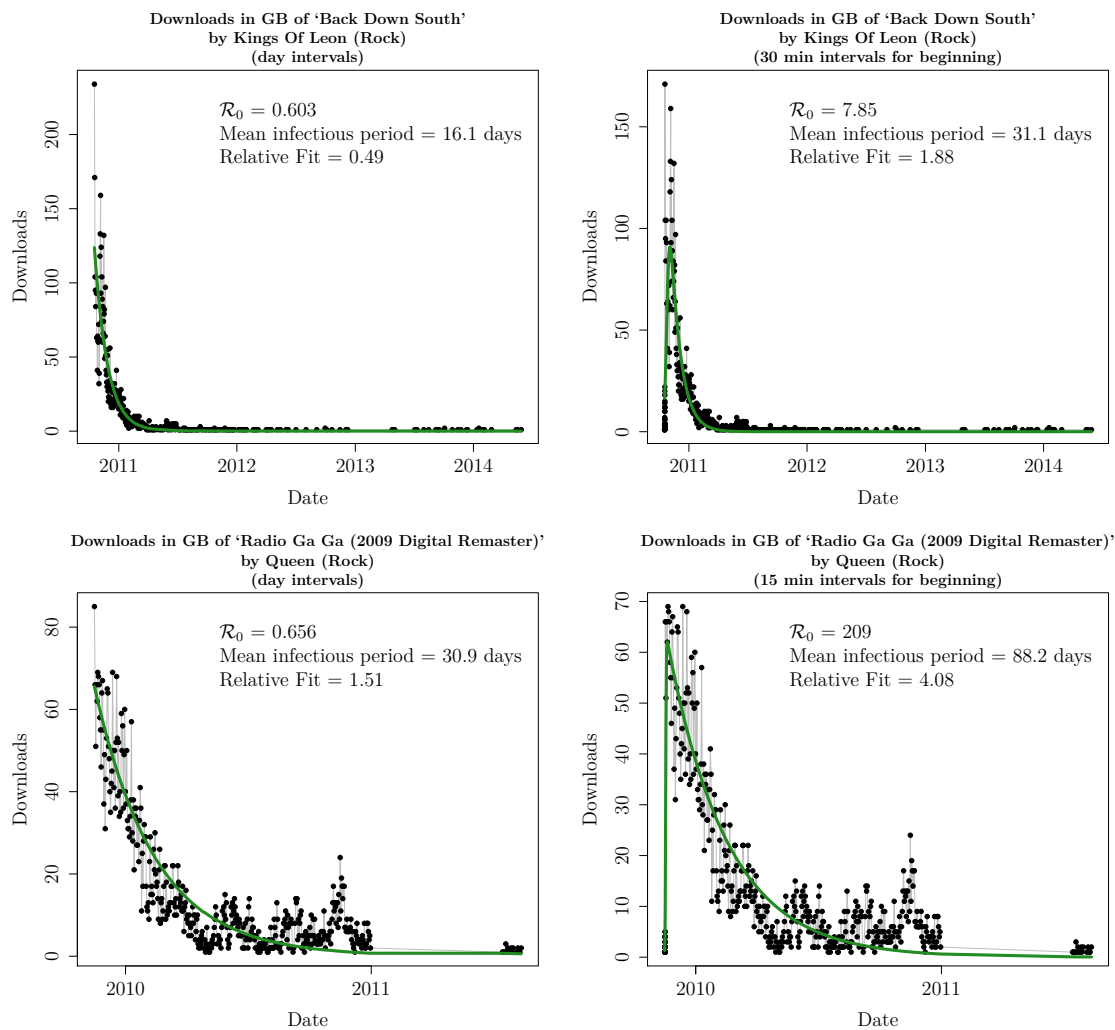 Downloads in GB of ‘Back Down South’
by Kings Of Leon (Rock)
(day intervals)
ℛ₀ = 0.603
Mean infectious period = 16.1 days
Relative Fit = 0.49
Downloads
0
50
100
150
200
2011
2012
2013
2014
Date
Downloads in GB of ‘Back Down South’
by Kings Of Leon (Rock)
(30 min intervals for beginning)
ℛ₀ = 7.85
Mean infectious period = 31.1 days
Relative Fit = 1.88
Downloads
0
50
100
150
2011
2012
2013
2014
Date
Downloads in GB of ‘Radio Ga Ga (2009 Digital Remaster)’
by Queen (Rock)
(day intervals)
ℛ₀ = 0.656
Mean infectious period = 30.9 days
Relative Fit = 1.51
Downloads
0
20
40
60
80
2010
2011
Date
Downloads in GB of ‘Radio Ga Ga (2009 Digital Remaster)’
by Queen (Rock)
(15 min intervals for beginning)
ℛ₀ = 209
Mean infectious period = 88.2 days
Relative Fit = 4.08
Downloads
0
10
20
30
40
50
60
70
2010
2011
Date